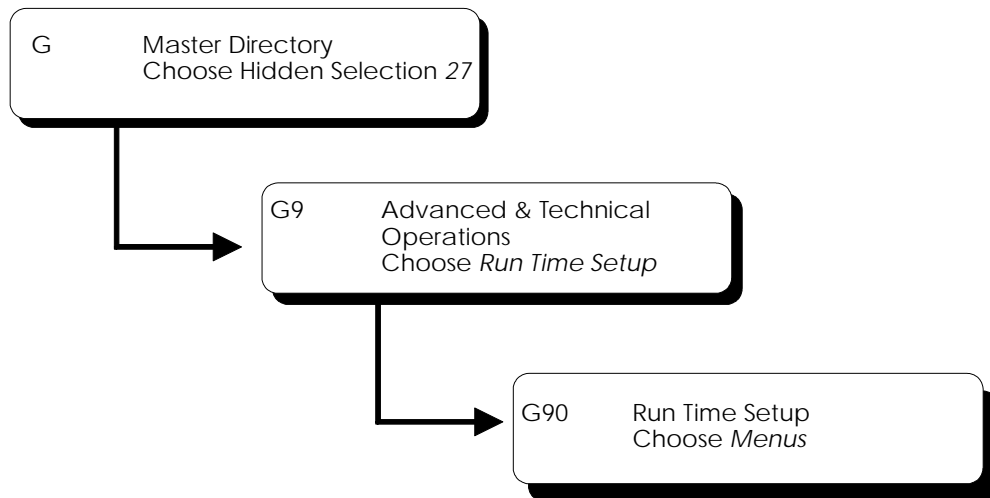 G Master Directory
Choose Hidden Selection 27
G9 Advanced & Technical
Operations
Choose Run Time Setup
G90 Run Time Setup
Choose Menus